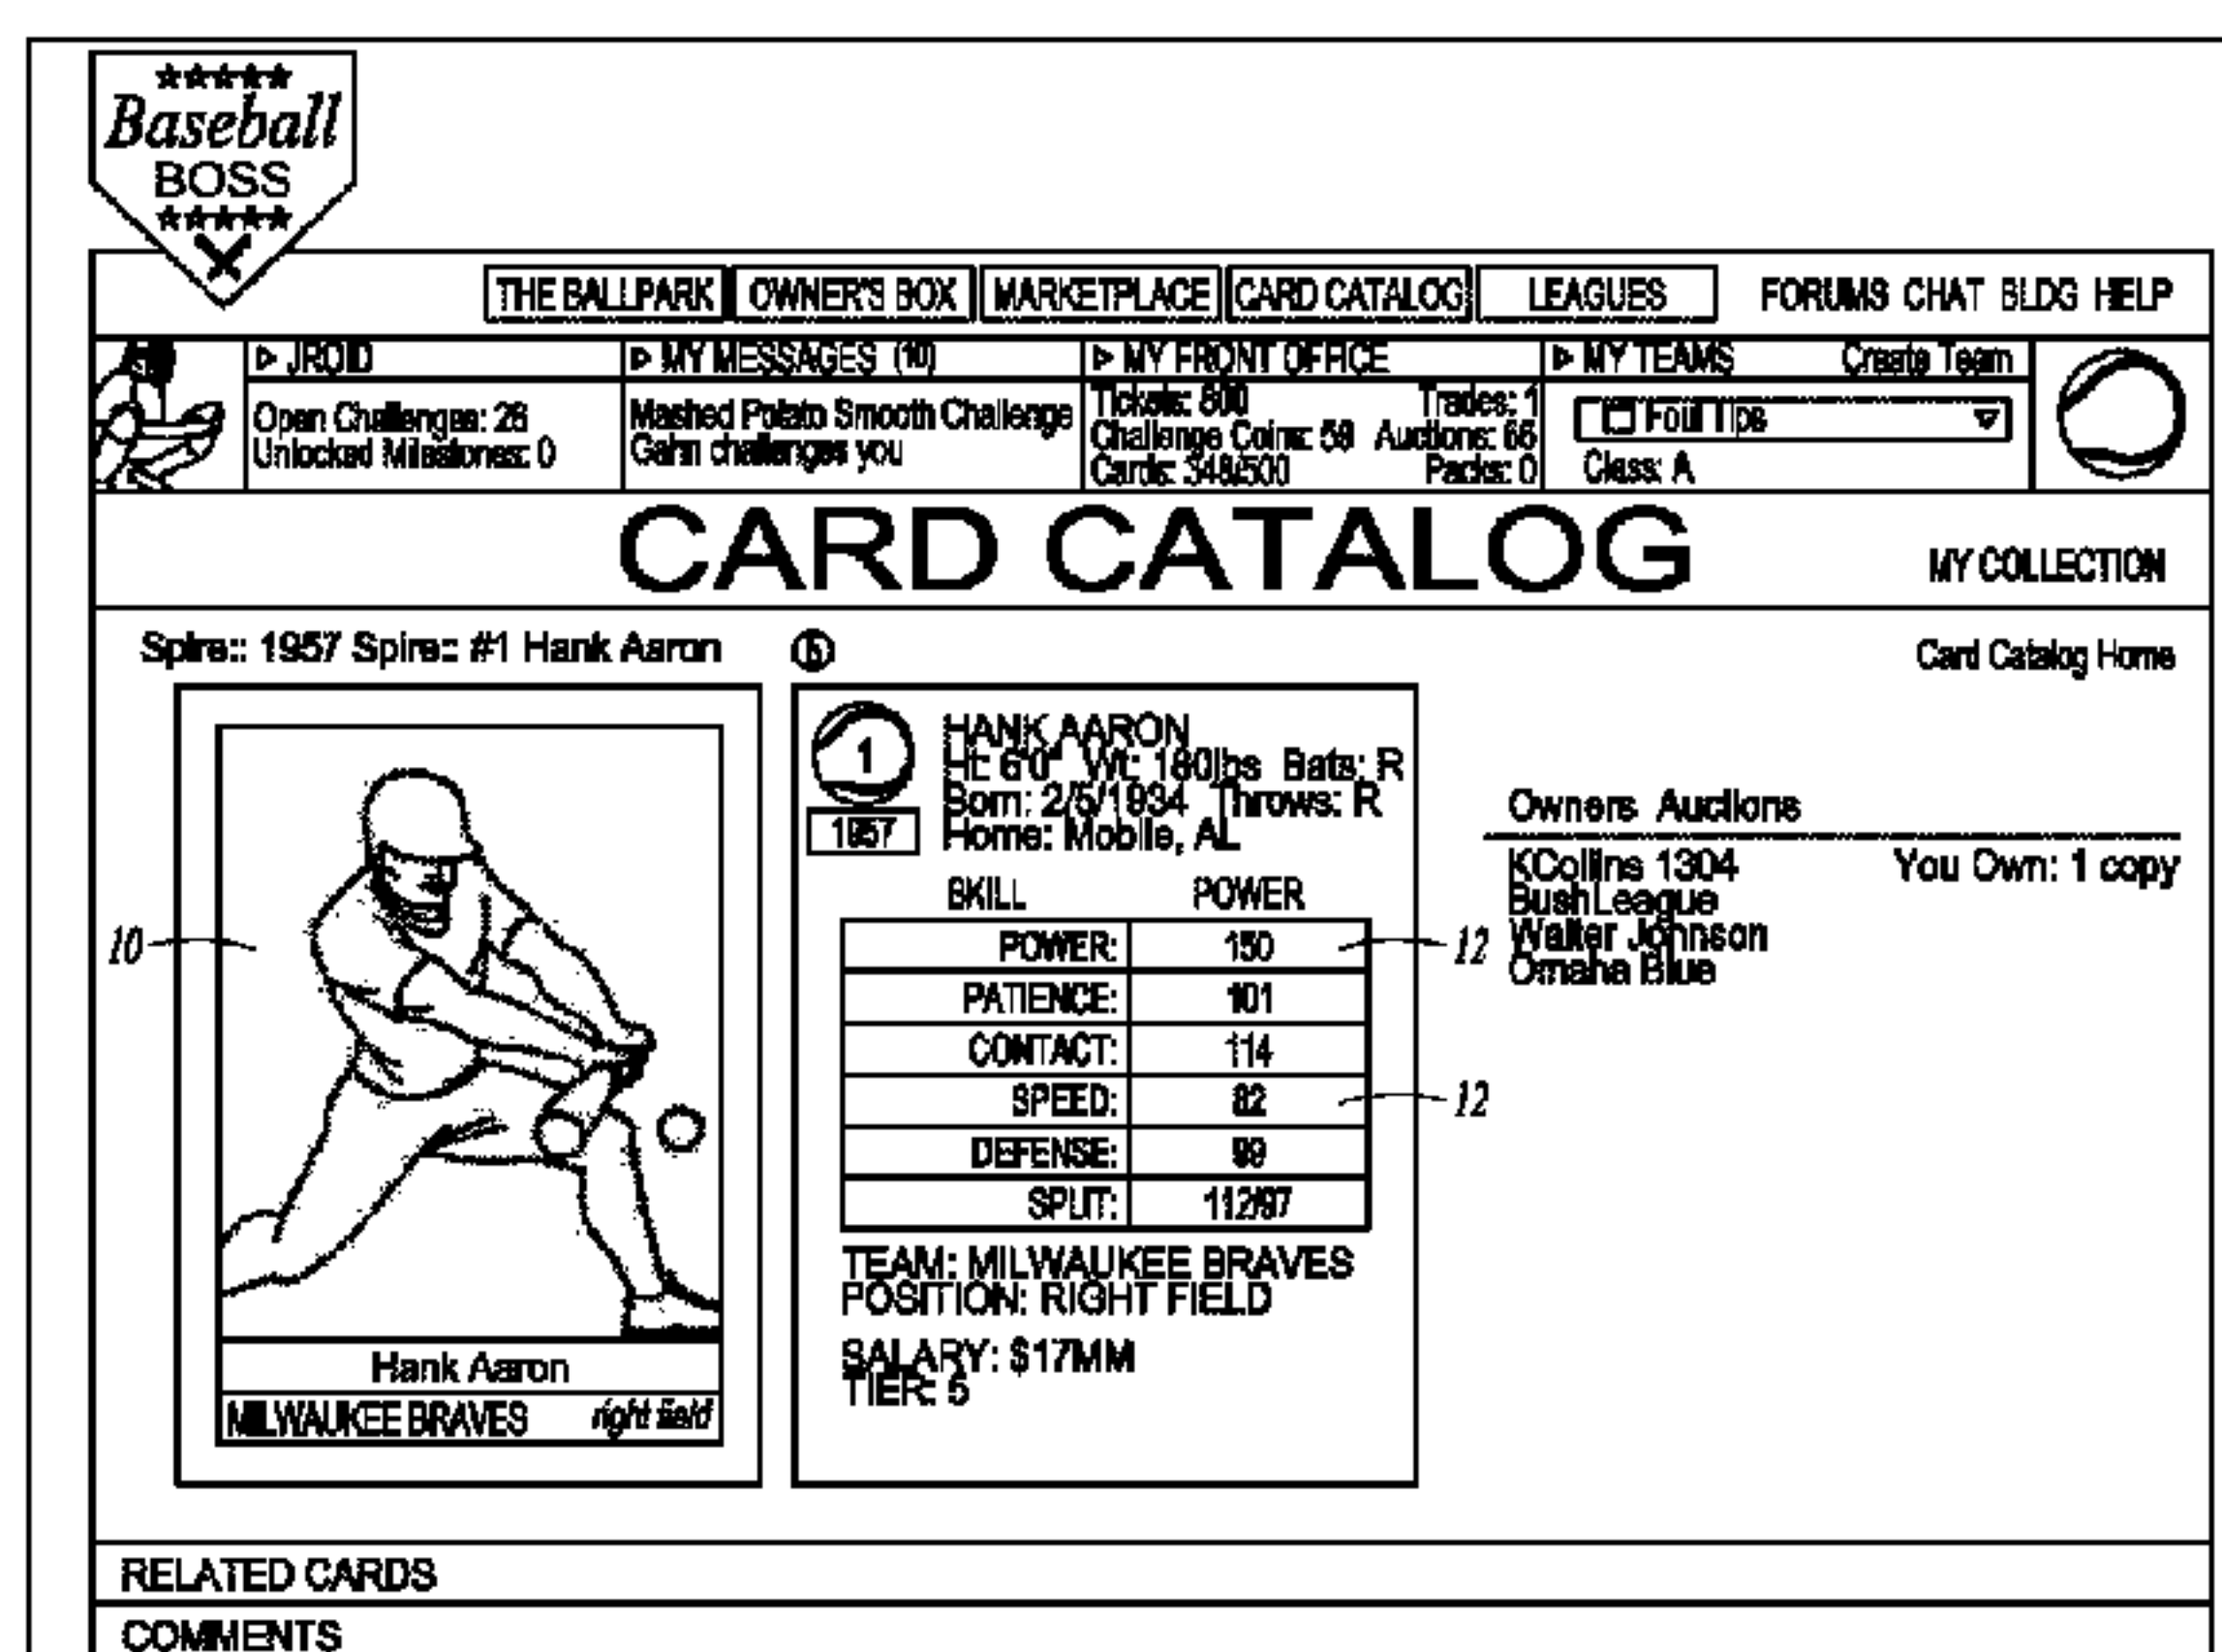 Baseball
BOSS
THE BALLPARK OWNER'S BOX MARKETPLACE CARD CATALOG LEAGUES FORUMS CHAT BLDG HELP
JROID MY MESSAGES (10) MY FRONT OFFICE MY TEAMS Create Team
Open Challenges: 26
Unlocked Milestones: 0
Mashed Potato Smooth Challenge
Gahn challenges you
Tickets: 800 Trades: 1
Challenge Coins: 59 Auctions: 65
Cards: 348/500 Packs: 0
Foul Tips
Class: A
CARD CATALOG
MY COLLECTION
Spire:: 1957 Spire:: #1 Hank Aaron
Card Catalog Home
1
1957
HANK AARON
Ht: 6'0" Wt: 180lbs Bats: R
Born: 2/5/1934 Throws: R
Home: Mobile, AL
SKILL POWER
POWER: 150
PATIENCE: 101
CONTACT: 114
SPEED: 82
DEFENSE: 99
SPLIT: 112/97
TEAM: MILWAUKEE BRAVES
POSITION: RIGHT FIELD
SALARY: $17MM
TIER: 5
10
12
12
Owners Auctions
KCollins 1304 You Own: 1 copy
BushLeague
Walter Johnson
Omaha Blue
Hank Aaron
MILWAUKEE BRAVES right field
RELATED CARDS
COMMENTS